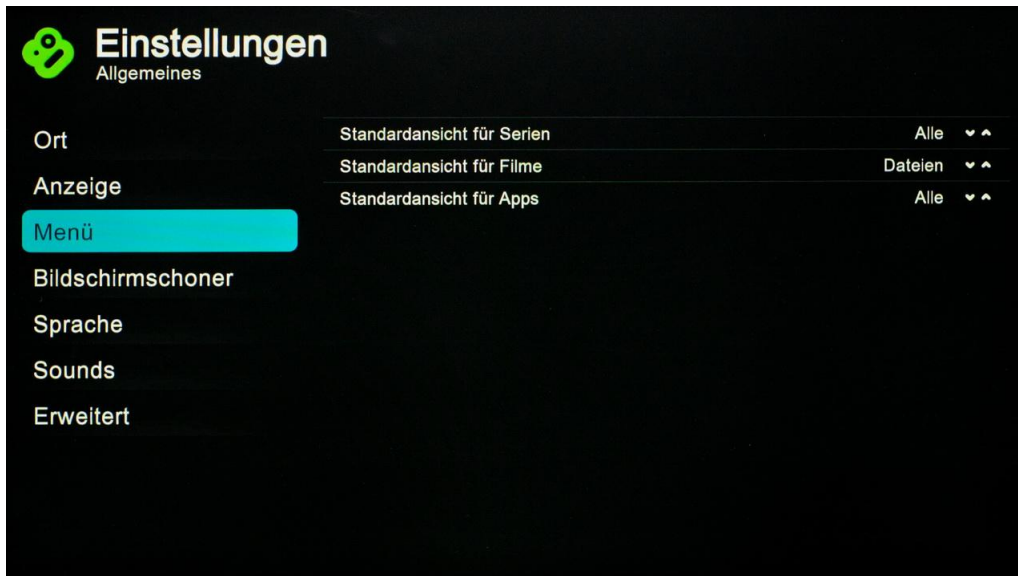 Einstellungen
Allgemeines
Ort
Anzeige
Menü
Bildschirmschoner
Sprache
Sounds
Erweitert
Standardansicht für Serien Alle
Standardansicht für Filme Dateien
Standardansicht für Apps Alle